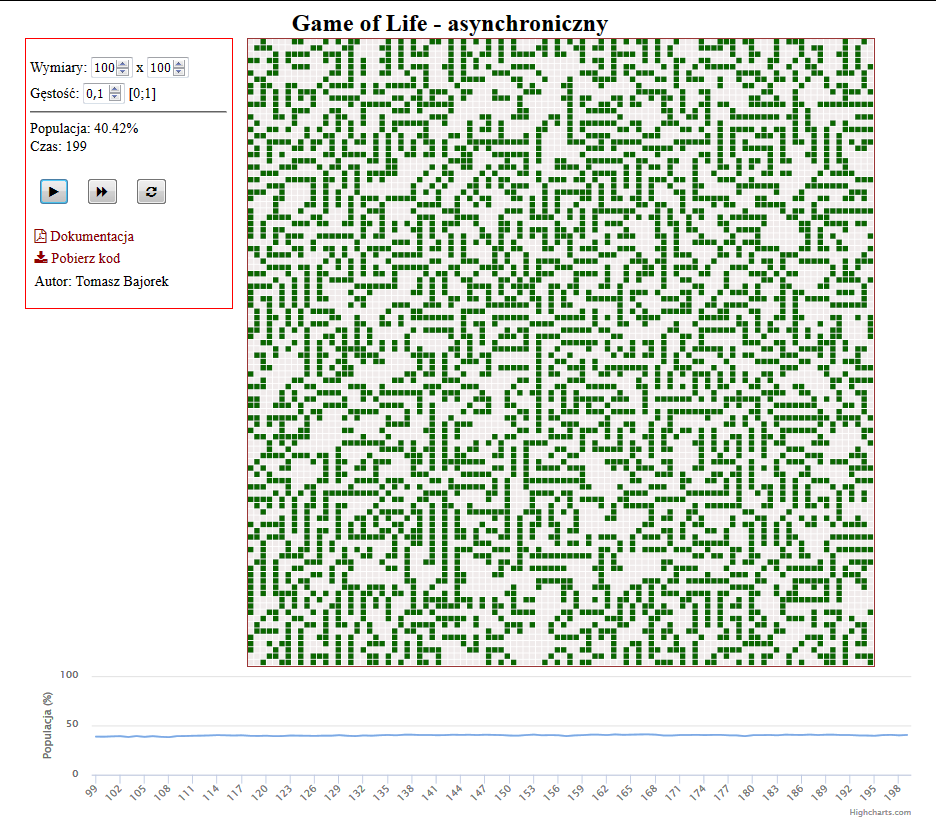 Game of Life - asynchroniczny
Wymiary: 100 x 100
Gęstość: 0,1 [0;1]
Populacja: 40.42%
Czas: 199
Dokumentacja
Pobierz kod
Autor: Tomasz Bajorek
100
50
0
Populacja (%)
99 102 105 108 111 114 117 120 123 126 129 132 135 138 141 144 147 150 153 156 159 162 165 168 171 174 177 180 183 186 189 192 195 198
Highcharts.com